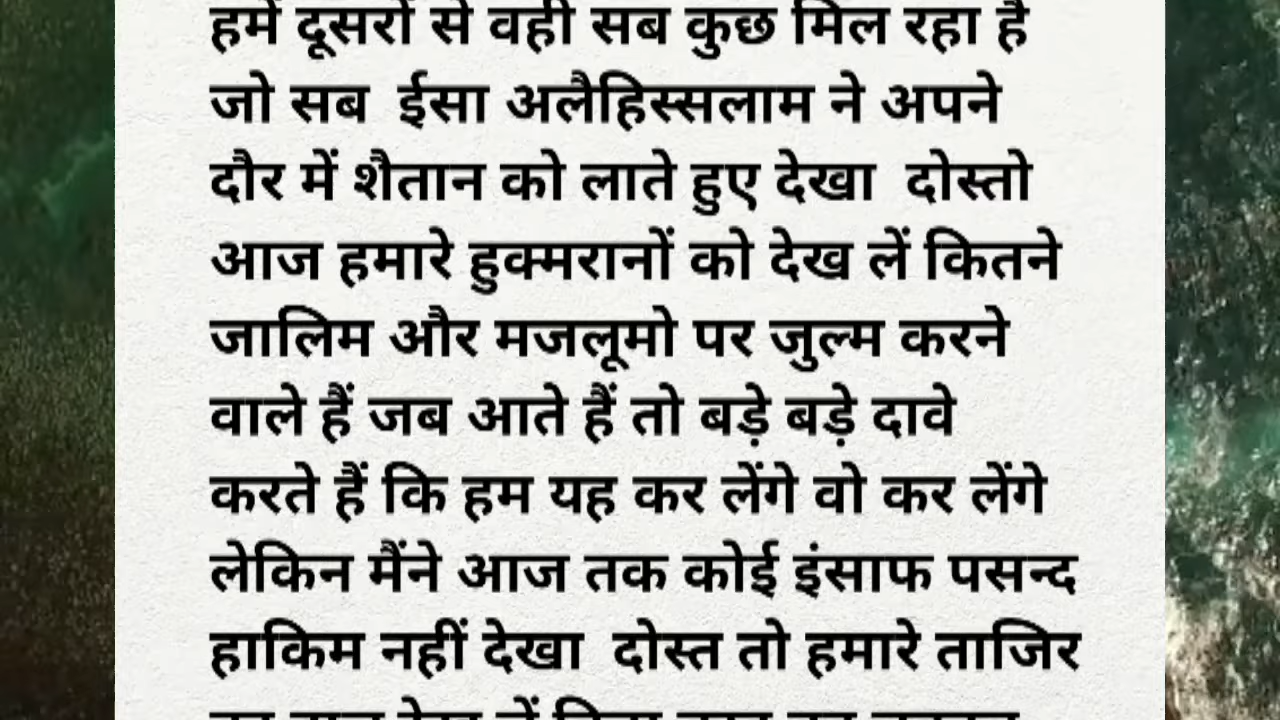 हमें दूसरों से वही सब कुछ मिल रहा है
जो सब ईसा अलैहिस्सलाम ने अपने
दौर में शैतान को लाते हुए देखा दोस्तो
आज हमारे हुक्मरानों को देख लें कितने
जालिम और मजलूमो पर जुल्म करने
वाले हैं जब आते हैं तो बड़े बड़े दावे
करते हैं कि हम यह कर लेंगे वो कर लेंगे
लेकिन मैंने आज तक कोई इंसाफ पसन्द
हाकिम नहीं देखा दोस्त तो हमारे ताजिर